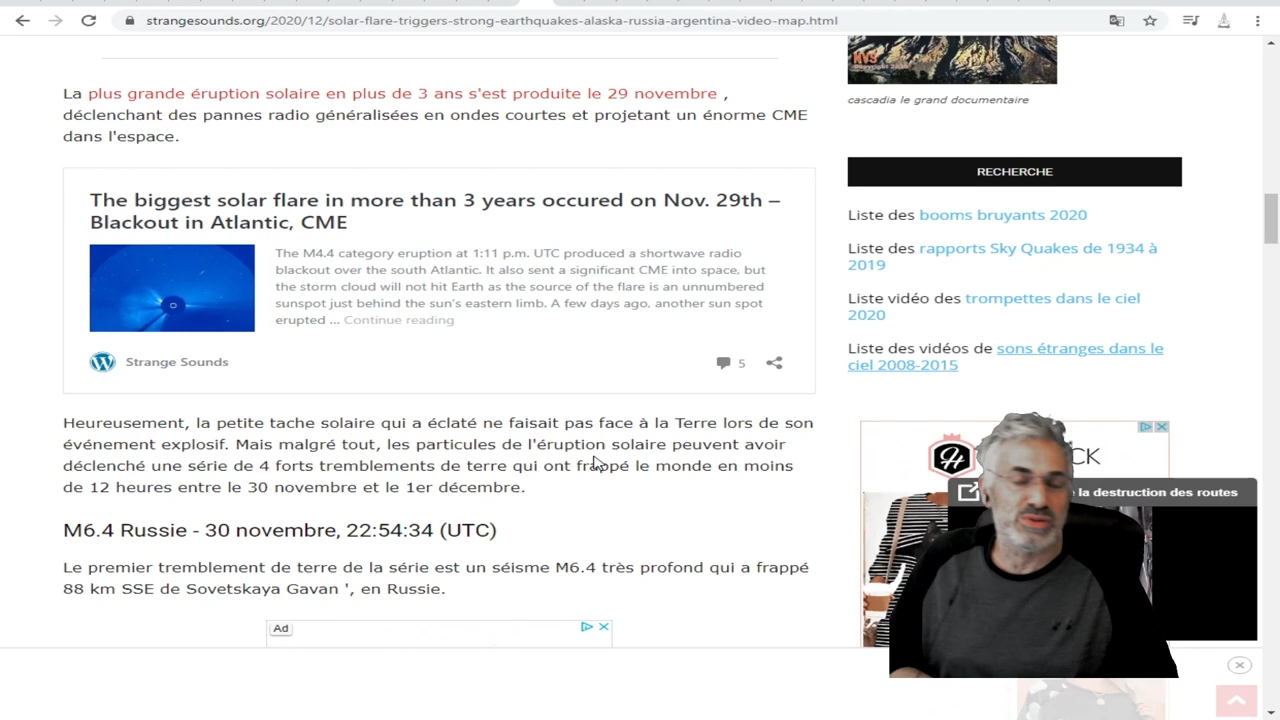 strangesounds.org/2020/12/solar-flare-triggers-strong-earthquakes-alaska-russia-argentina-video-map.html
MVS
Copyright 2020
cascadia le grand documentaire
La plus grande éruption solaire en plus de 3 ans s'est produite le 29 novembre ,
déclenchant des pannes radio généralisées en ondes courtes et projetant un énorme CME
dans l'espace.
The biggest solar flare in more than 3 years occured on Nov. 29th –
Blackout in Atlantic, CME
The M4.4 category eruption at 1:11 p.m. UTC produced a shortwave radio
blackout over the south Atlantic. It also sent a significant CME into space, but
the storm cloud will not hit Earth as the source of the flare is an unnumbered
sunspot just behind the sun's eastern limb. A few days ago, another sun spot
erupted ... Continue reading
Strange Sounds
5
Heureusement, la petite tache solaire qui a éclaté ne faisait pas face à la Terre lors de son
événement explosif. Mais malgré tout, les particules de l'éruption solaire peuvent avoir
déclenché une série de 4 forts tremblements de terre qui ont frappé le monde en moins
de 12 heures entre le 30 novembre et le 1er décembre.
M6.4 Russie - 30 novembre, 22:54:34 (UTC)
Le premier tremblement de terre de la série est un séisme M6.4 très profond qui a frappé
88 km SSE de Sovetskaya Gavan ', en Russie.
Ad
RECHERCHE
Liste des booms bruyants 2020
Liste des rapports Sky Quakes de 1934 à
2019
Liste vidéo des trompettes dans le ciel
2020
Liste des vidéos de sons étranges dans le
ciel 2008-2015
H CK
la destruction des routes